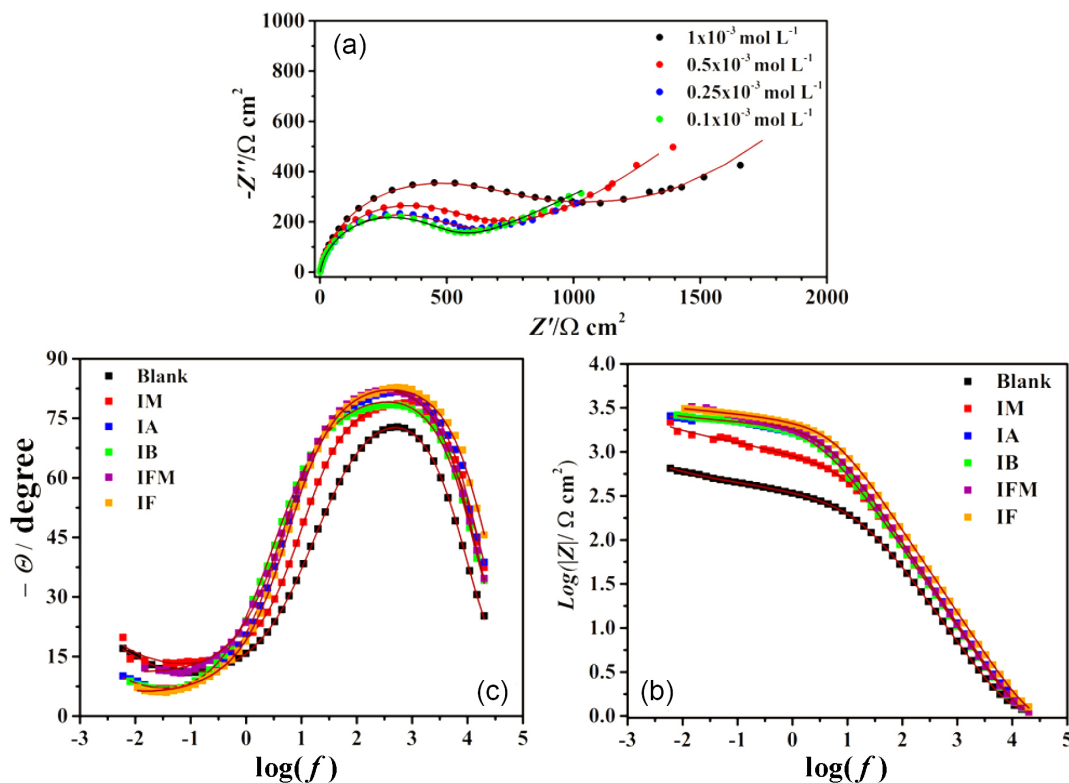 (a)
1x10⁻³ mol L⁻¹
0.5x10⁻³ mol L⁻¹
0.25x10⁻³ mol L⁻¹
0.1x10⁻³ mol L⁻¹
-Z''/Ω cm²
1000
800
600
400
200
0
0 500 1000 1500 2000
Z'/Ω cm²
Blank
IM
IA
IB
IFM
IF
− Θ / degree
90
75
60
45
30
15
0
(c)
-3 -2 -1 0 1 2 3 4 5
log(f)
Blank
IM
IA
IB
IFM
IF
Log(|Z|/ Ω cm²)
4.0
3.5
3.0
2.5
2.0
1.5
1.0
0.5
0.0
(b)
-3 -2 -1 0 1 2 3 4 5
log(f)